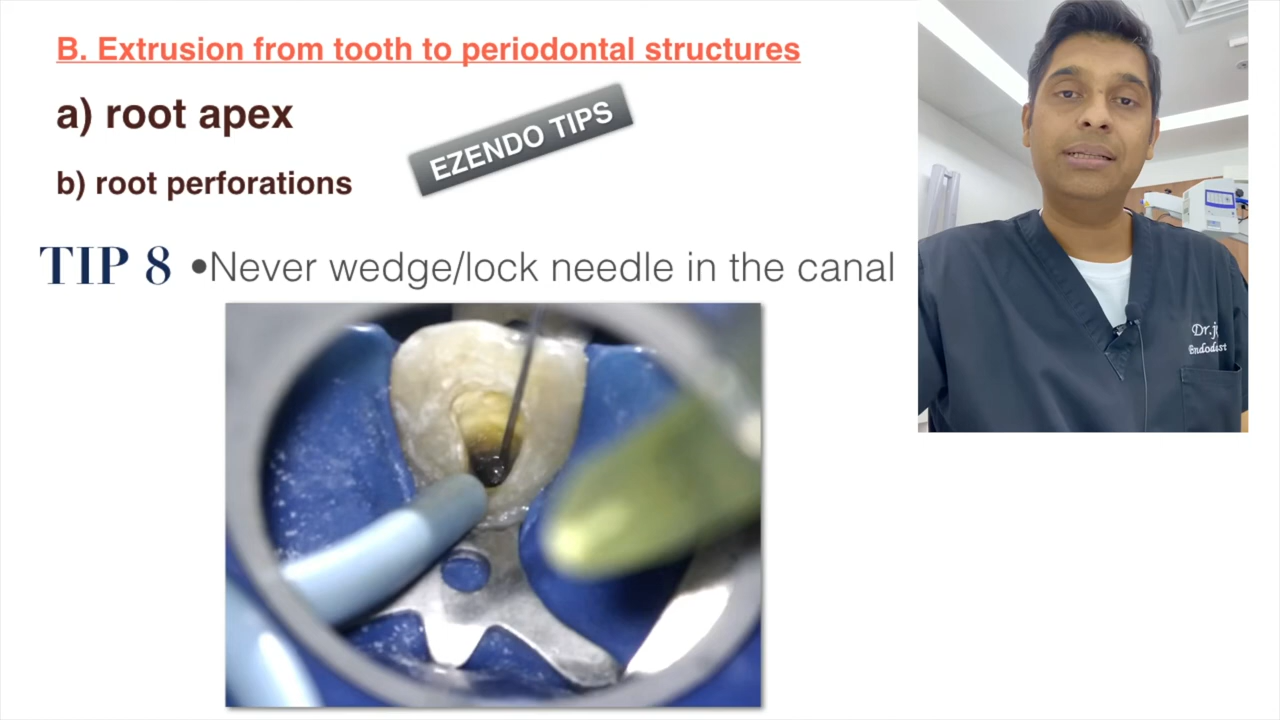 B. Extrusion from tooth to periodontal structures
a) root apex
EZENDO TIPS
b) root perforations
TIP 8 •Never wedge/lock needle in the canal
Dr.j
Endodist